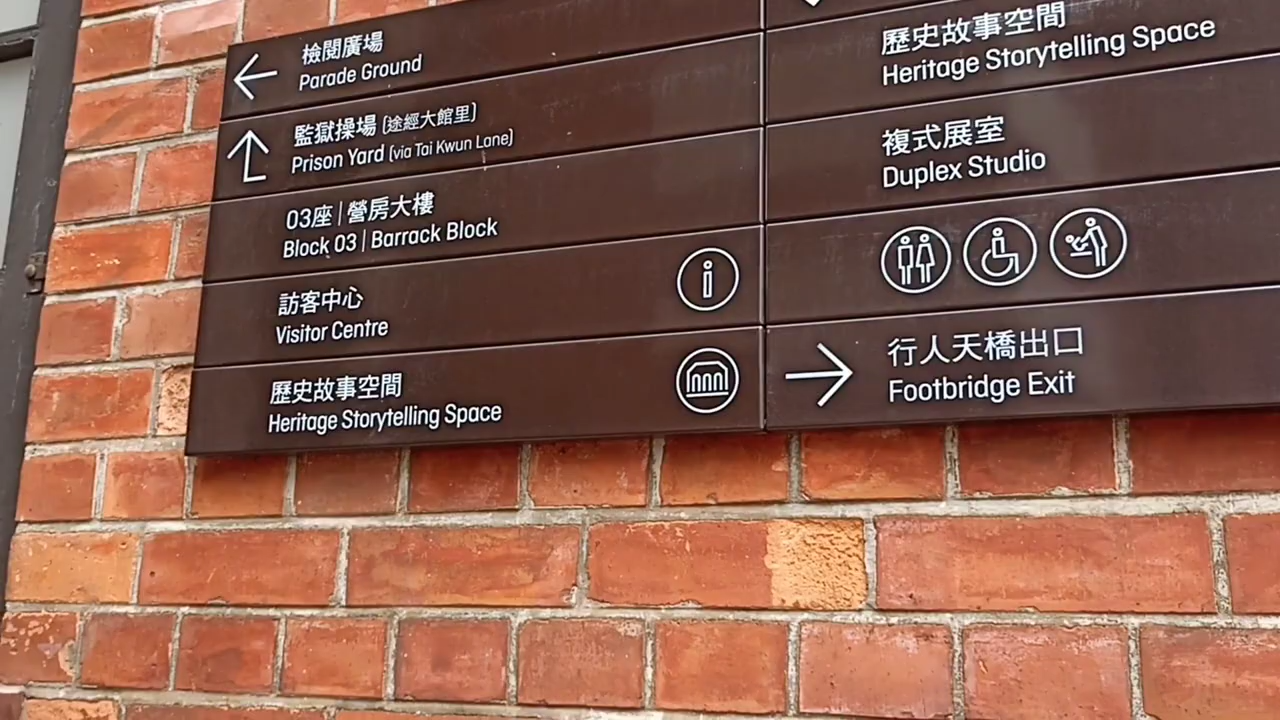 檢閱廣場
Parade Ground
監獄操場 (途經大館里)
Prison Yard (via Tai Kwun Lane)
03座 | 營房大樓
Block 03 | Barrack Block
訪客中心
Visitor Centre
歷史故事空間
Heritage Storytelling Space
歷史故事空間
Heritage Storytelling Space
複式展室
Duplex Studio
行人天橋出口
Footbridge Exit